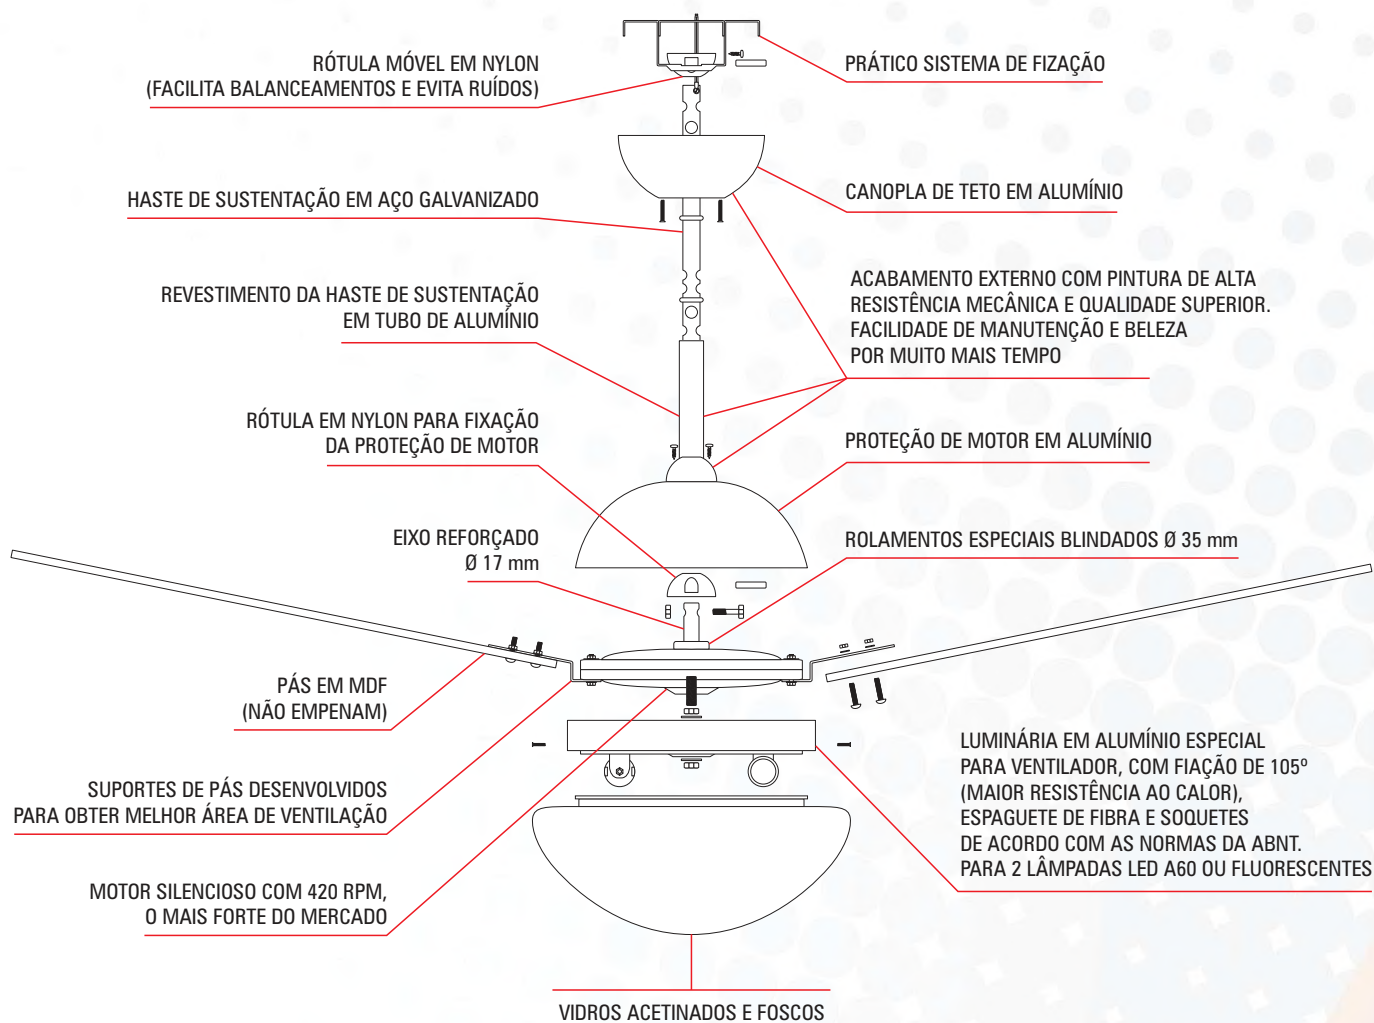 RÓTULA MÓVEL EM NYLON
(FACILITA BALANCEAMENTOS E EVITA RUÍDOS)
PRÁTICO SISTEMA DE FIZAÇÃO
HASTE DE SUSTENTAÇÃO EM AÇO GALVANIZADO
CANOPLA DE TETO EM ALUMÍNIO
REVESTIMENTO DA HASTE DE SUSTENTAÇÃO
EM TUBO DE ALUMÍNIO
ACABAMENTO EXTERNO COM PINTURA DE ALTA
RESISTÊNCIA MECÂNICA E QUALIDADE SUPERIOR.
FACILIDADE DE MANUTENÇÃO E BELEZA
POR MUITO MAIS TEMPO
RÓTULA EM NYLON PARA FIXAÇÃO
DA PROTEÇÃO DE MOTOR
PROTEÇÃO DE MOTOR EM ALUMÍNIO
EIXO REFORÇADO
Ø 17 mm
ROLAMENTOS ESPECIAIS BLINDADOS Ø 35 mm
PÁS EM MDF
(NÃO EMPENAM)
SUPORTES DE PÁS DESENVOLVIDOS
PARA OBTER MELHOR ÁREA DE VENTILAÇÃO
LUMINÁRIA EM ALUMÍNIO ESPECIAL
PARA VENTILADOR, COM FIAÇÃO DE 105º
(MAIOR RESISTÊNCIA AO CALOR),
ESPAGUETE DE FIBRA E SOQUETES
DE ACORDO COM AS NORMAS DA ABNT.
PARA 2 LÂMPADAS LED A60 OU FLUORESCENTES
MOTOR SILENCIOSO COM 420 RPM,
O MAIS FORTE DO MERCADO
VIDROS ACETINADOS E FOSCOS